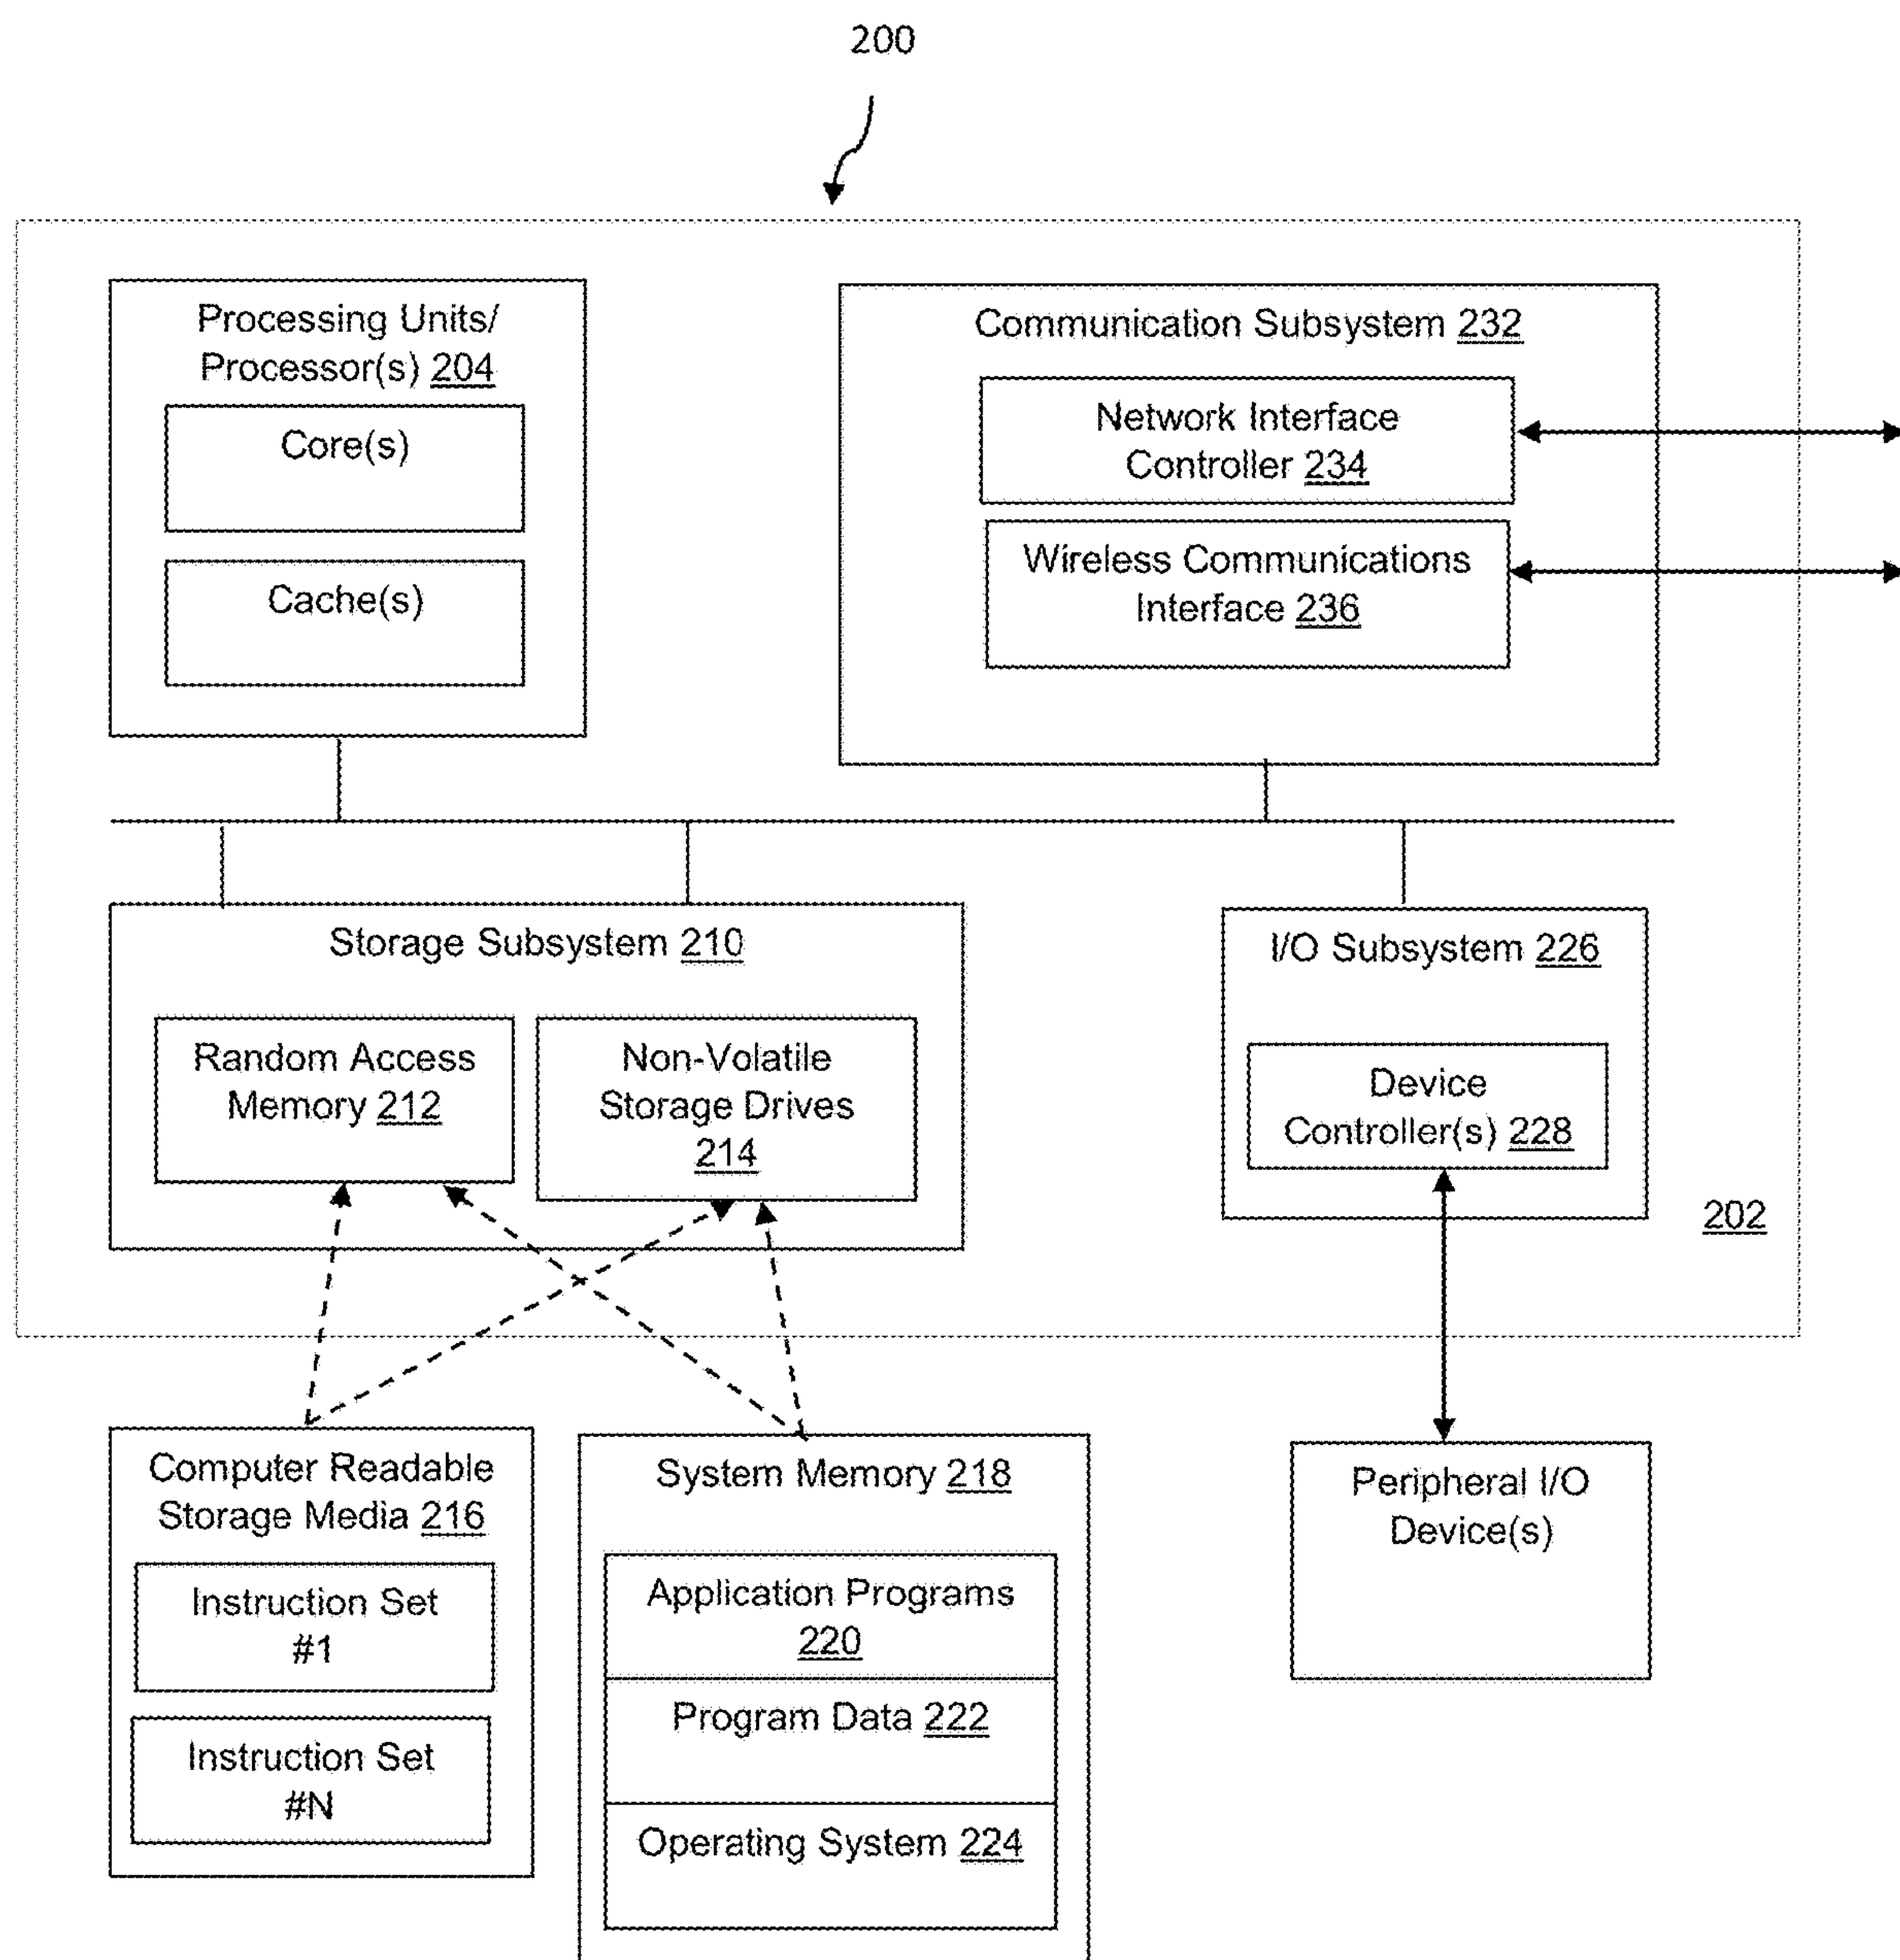 200
Processing Units/
Processor(s) 204
Core(s)
Cache(s)
Communication Subsystem 232
Network Interface
Controller 234
Wireless Communications
Interface 236
Storage Subsystem 210
Random Access
Memory 212
Non-Volatile
Storage Drives
214
I/O Subsystem 226
Device
Controller(s) 228
202
Computer Readable
Storage Media 216
Instruction Set
#1
Instruction Set
#N
System Memory 218
Application Programs
220
Program Data 222
Operating System 224
Peripheral I/O
Device(s)